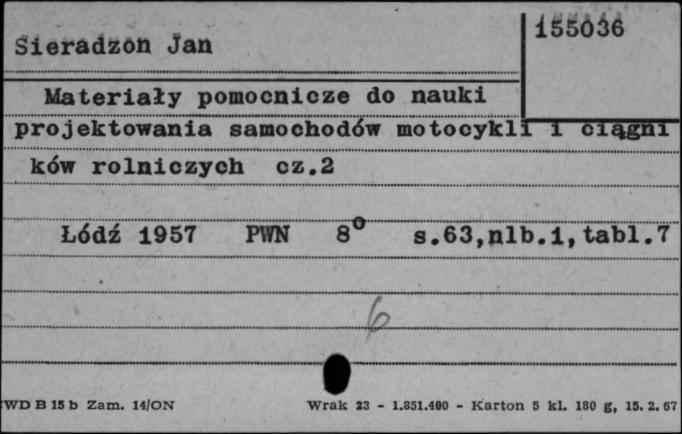 Sieradzon Jan
155036
Materiały pomocnicze do nauki
projektowania samochodów motocykli i ciągni
ków rolniczych cz.2
Łódź 1957 PWN 8° s.63,nlb.1,tabl.7
6
WD B 15 b Zam. 14/ON Wrak 23 - 1.851.400 - Karton 5 kl. 180 g, 15. 2. 67